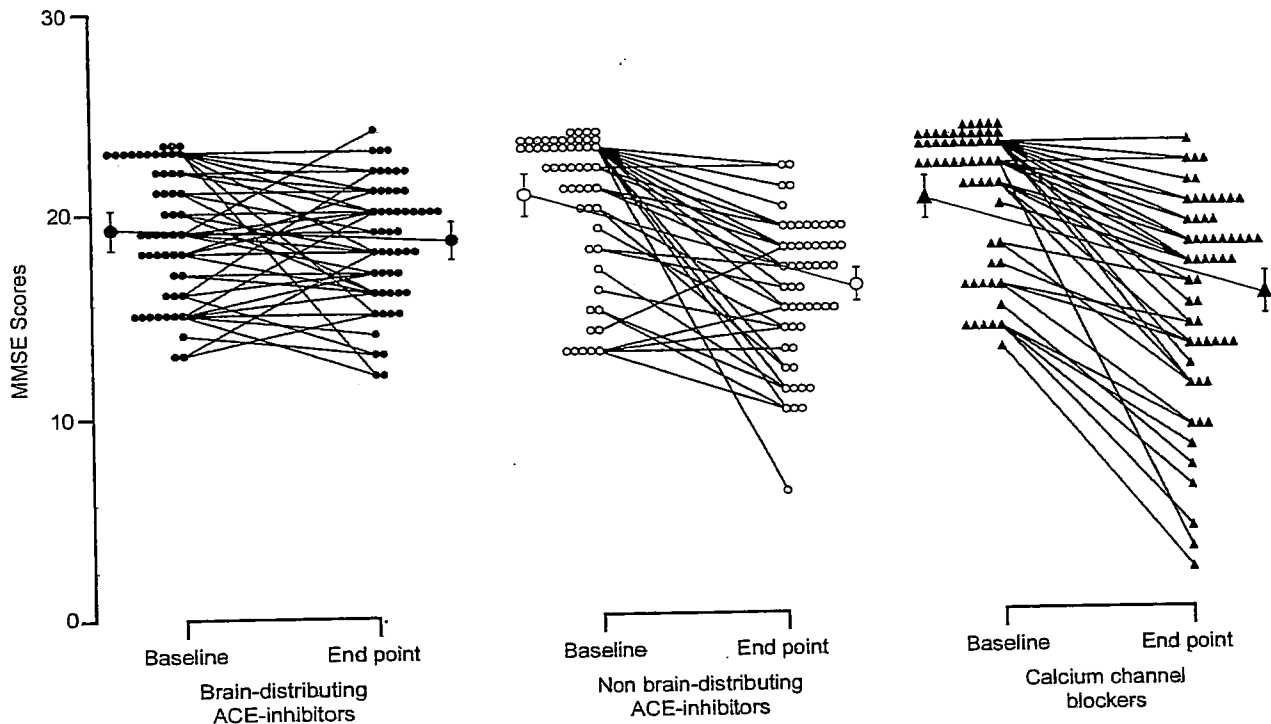 30
20
10
0
MMSE Scores
Baseline
End point
Brain-distributing
ACE-inhibitors
Baseline
End point
Non brain-distributing
ACE-inhibitors
Baseline
End point
Calcium channel
blockers